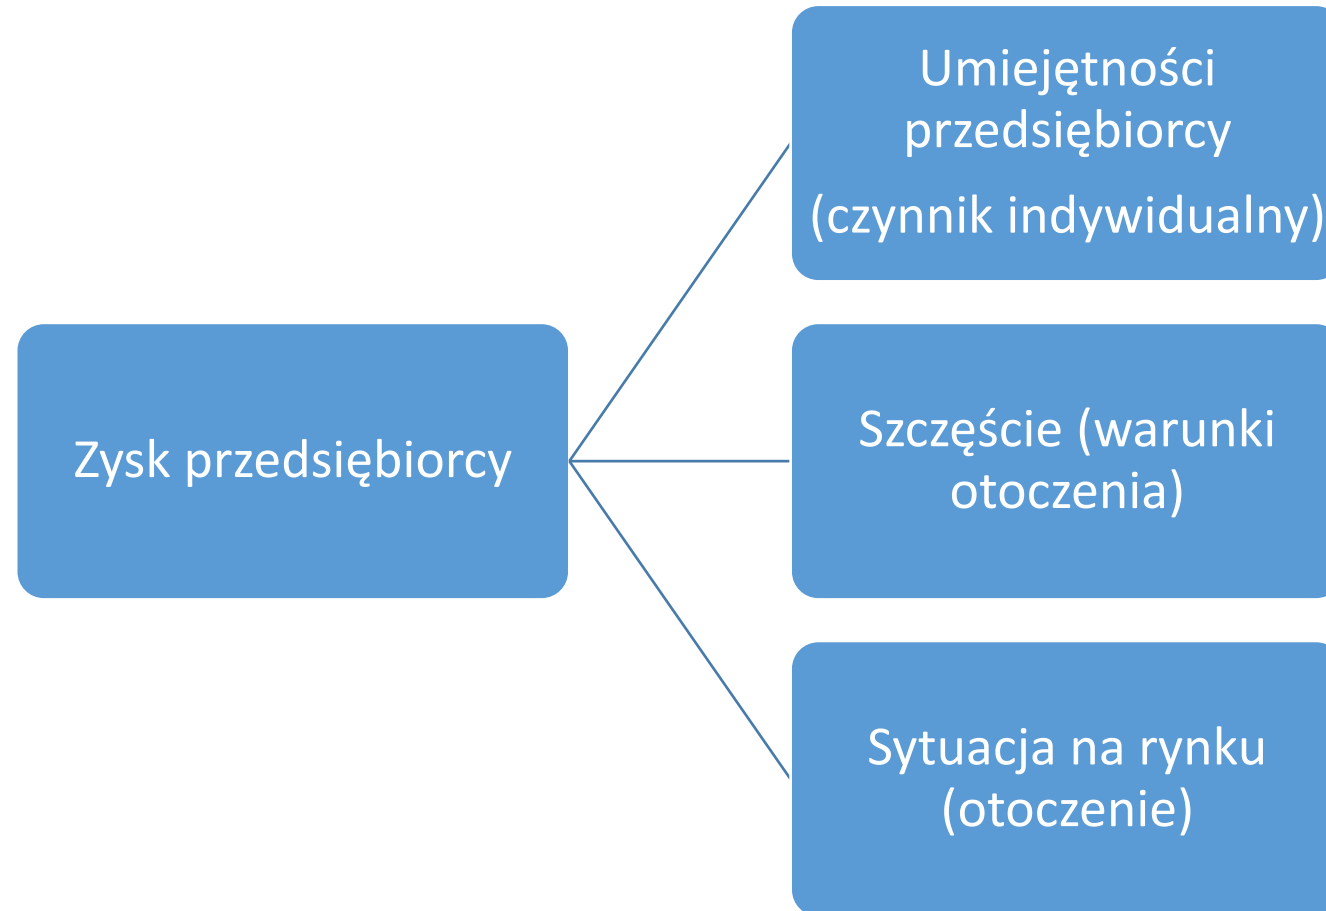 Umiejętności
przedsiębiorcy
(czynnik indywidualny)
Zysk przedsiębiorcy
Szczęście (warunki
otoczenia)
Sytuacja na rynku
(otoczenie)